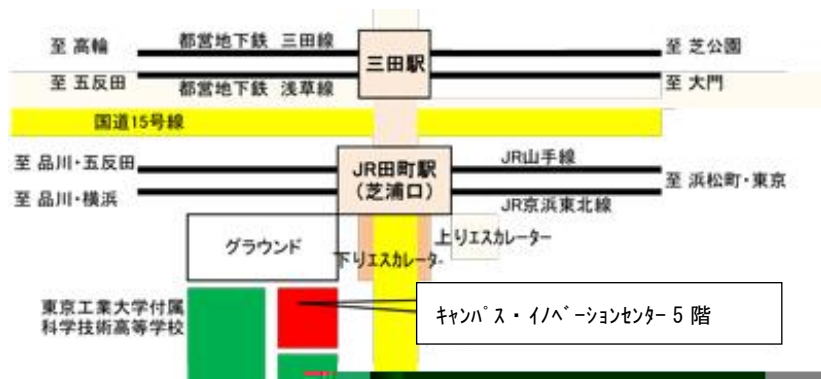 至 高輪
都営地下鉄 三田線
三田駅
至 芝公園
至 五反田
都営地下鉄 浅草線
至 大門
国道15号線
至 品川・五反田
JR田町駅
(芝浦口)
JR山手線
至 浜松町・東京
至 品川・横浜
JR京浜東北線
グラウンド
下りエスカレータ-
上りエスカレーター
東京工業大学付属
科学技術高等学校
キャンパス・イノベーションセンター 5 階